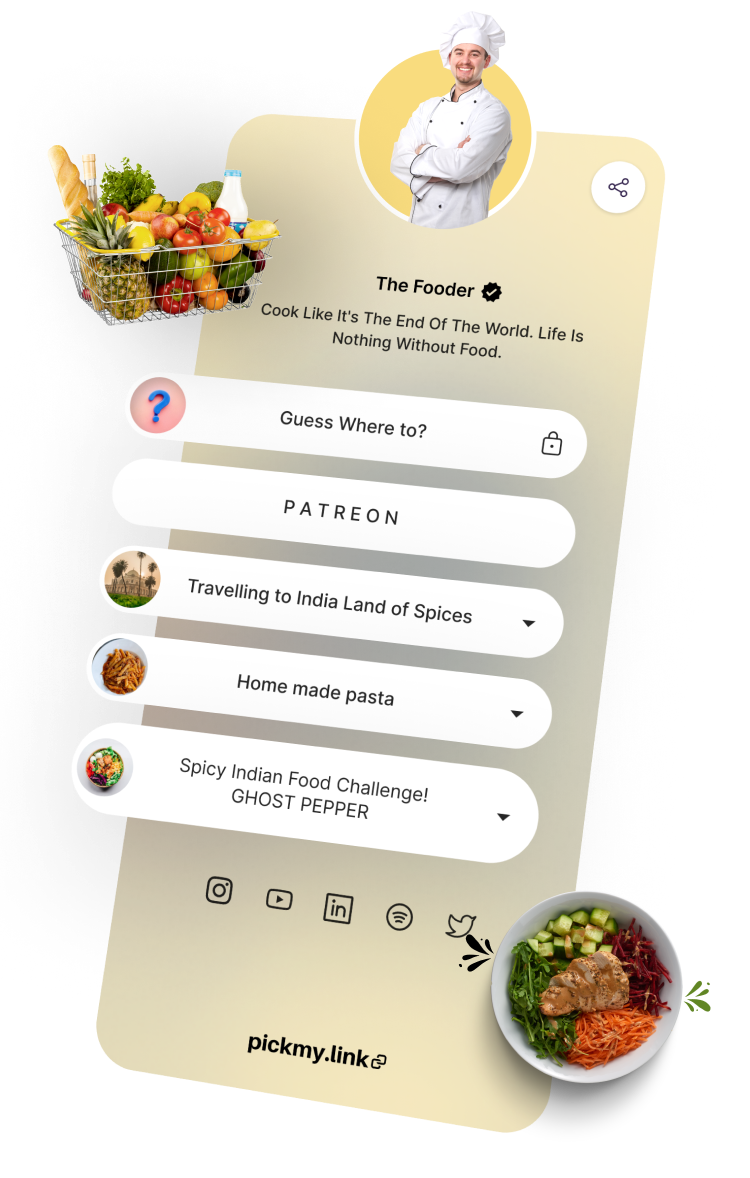 The Fooder
Cook Like It's The End Of The World. Life Is
Nothing Without Food.
Guess Where to?
PATREON
Travelling to India Land of Spices
Home made pasta
Spicy Indian Food Challenge!
GHOST PEPPER
in
pickmy.link